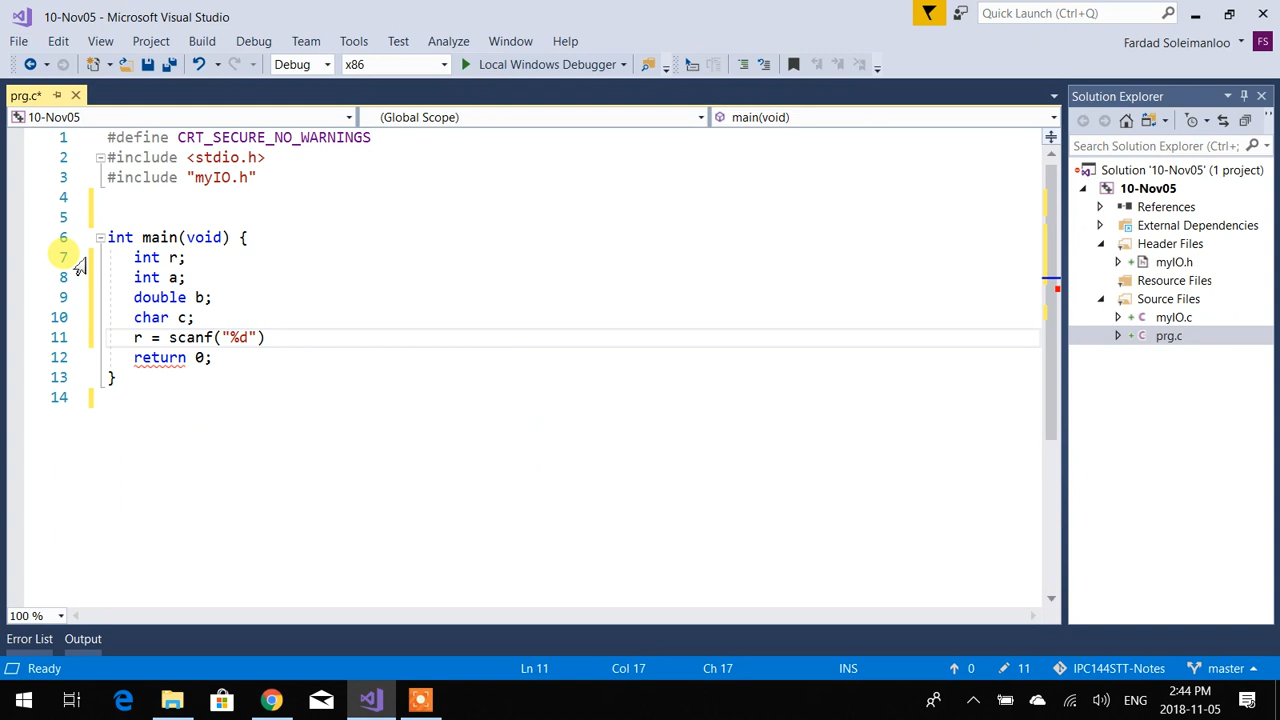 10-Nov05 - Microsoft Visual Studio
Quick Launch (Ctrl+Q)
File Edit View Project Build Debug Team Tools Test Analyze Window Help
Fardad Soleimanloo FS
Debug x86 Local Windows Debugger
prg.c*
10-Nov05 (Global Scope) main(void)
1 #define CRT_SECURE_NO_WARNINGS
2 #include <stdio.h>
3 #include "myIO.h"
4
5
6 int main(void) {
7 int r;
8 int a;
9 double b;
10 char c;
11 r = scanf("%d")
12 return 0;
13 }
14
100 %
Solution Explorer
Search Solution Explorer (Ctrl+;
Solution '10-Nov05' (1 project)
10-Nov05
References
External Dependencies
Header Files
myIO.h
Resource Files
Source Files
myIO.c
prg.c
Error List Output
Ready Ln 11 Col 17 Ch 17 INS 0 11 IPC144STT-Notes master
ENG 2:44 PM
2018-11-05